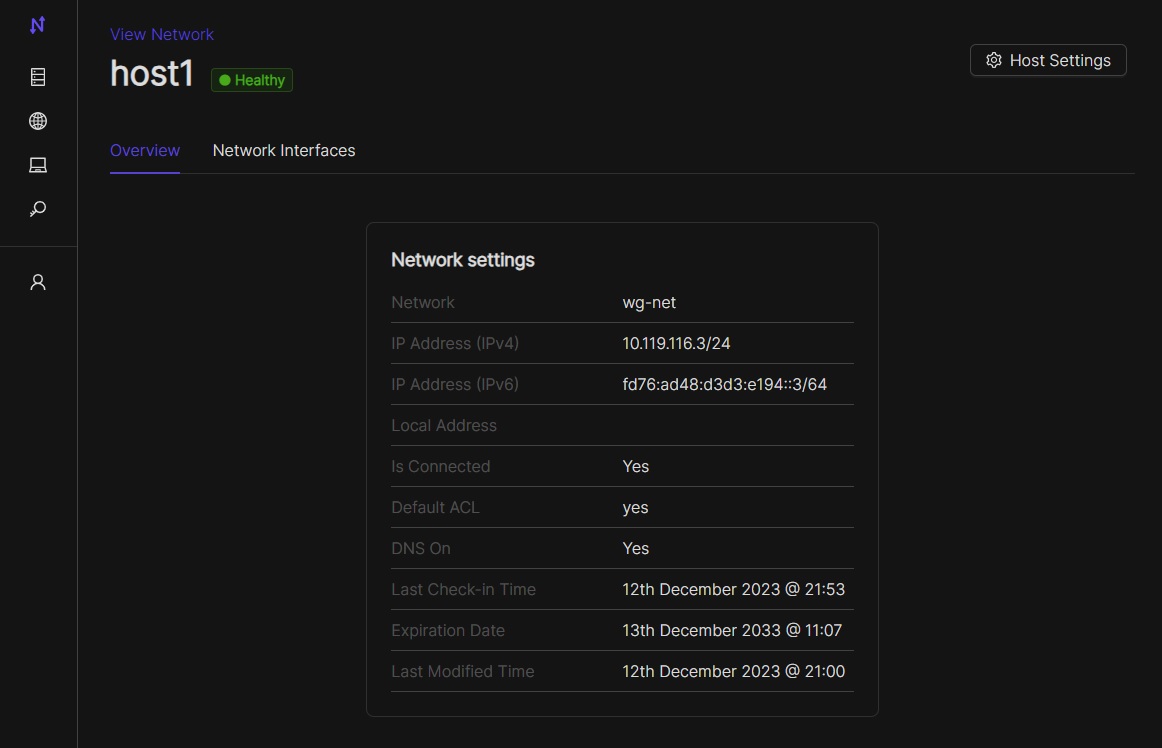 View Network
host1
Healthy
Host Settings
Overview Network Interfaces
Network settings
Network wg-net
IP Address (IPv4) 10.119.116.3/24
IP Address (IPv6) fd76:ad48:d3d3:e194::3/64
Local Address
Is Connected Yes
Default ACL yes
DNS On Yes
Last Check-in Time 12th December 2023 @ 21:53
Expiration Date 13th December 2033 @ 11:07
Last Modified Time 12th December 2023 @ 21:00